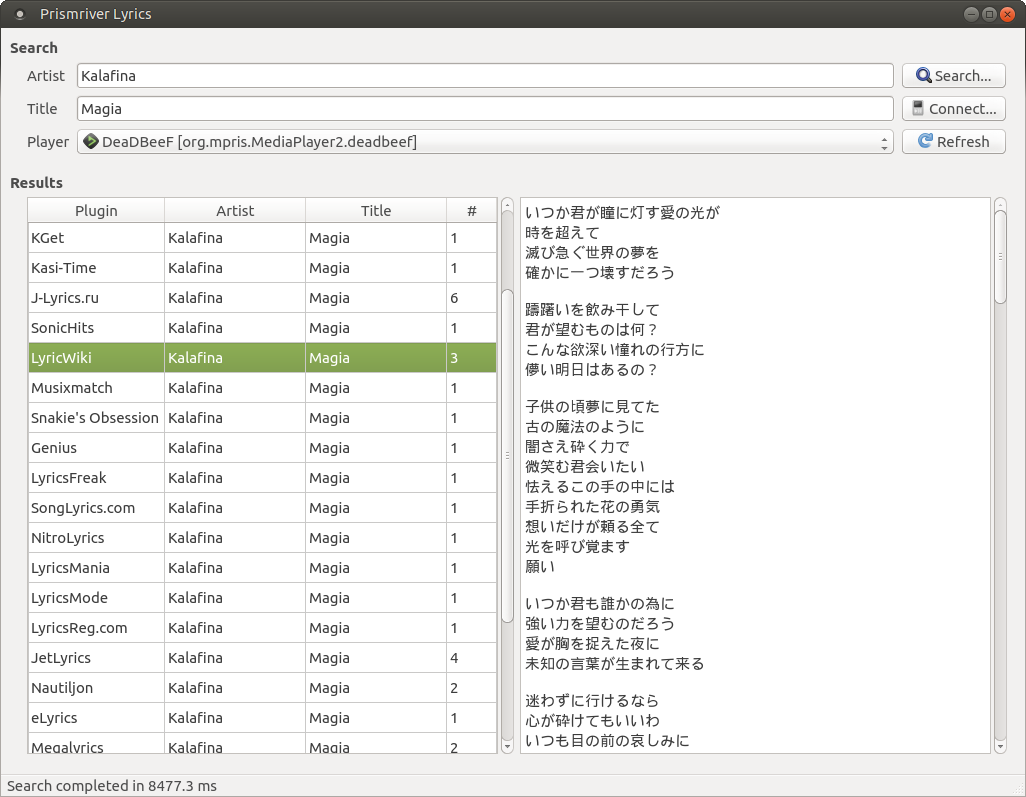 Prismriver Lyrics
Search
Artist Kalafina Search...
Title Magia Connect...
Player DeaDBeeF [org.mpris.MediaPlayer2.deadbeef] Refresh
Results
Plugin Artist Title #
KGet Kalafina Magia 1
Kasi-Time Kalafina Magia 1
J-Lyrics.ru Kalafina Magia 6
SonicHits Kalafina Magia 1
LyricWiki Kalafina Magia 3
Musixmatch Kalafina Magia 1
Snakie's Obsession Kalafina Magia 1
Genius Kalafina Magia 1
LyricsFreak Kalafina Magia 1
SongLyrics.com Kalafina Magia 1
NitroLyrics Kalafina Magia 1
LyricsMania Kalafina Magia 1
LyricsMode Kalafina Magia 1
LyricsReg.com Kalafina Magia 1
JetLyrics Kalafina Magia 4
Nautiljon Kalafina Magia 2
eLyrics Kalafina Magia 1
Megalyrics Kalafina Magia 2
いつか君が瞳に灯す愛の光が
時を超えて
滅び急ぐ世界の夢を
確かに一つ壊すだろう
躊躇いを飲み干して
君が望むものは何？
こんな欲深い憧れの行方に
儚い明日はあるの？
子供の頃夢に見てた
古の魔法のように
闇さえ砕く力で
微笑む君会いたい
怯えるこの手の中には
手折られた花の勇気
想いだけが頼る全て
光を呼び覚ます
願い
いつか君も誰かの為に
強い力を望むのだろう
愛が胸を捉えた夜に
未知の言葉が生まれて来る
迷わずに行けるなら
心が砕けてもいいわ
いつも目の前の哀しみに
Search completed in 8477.3 ms